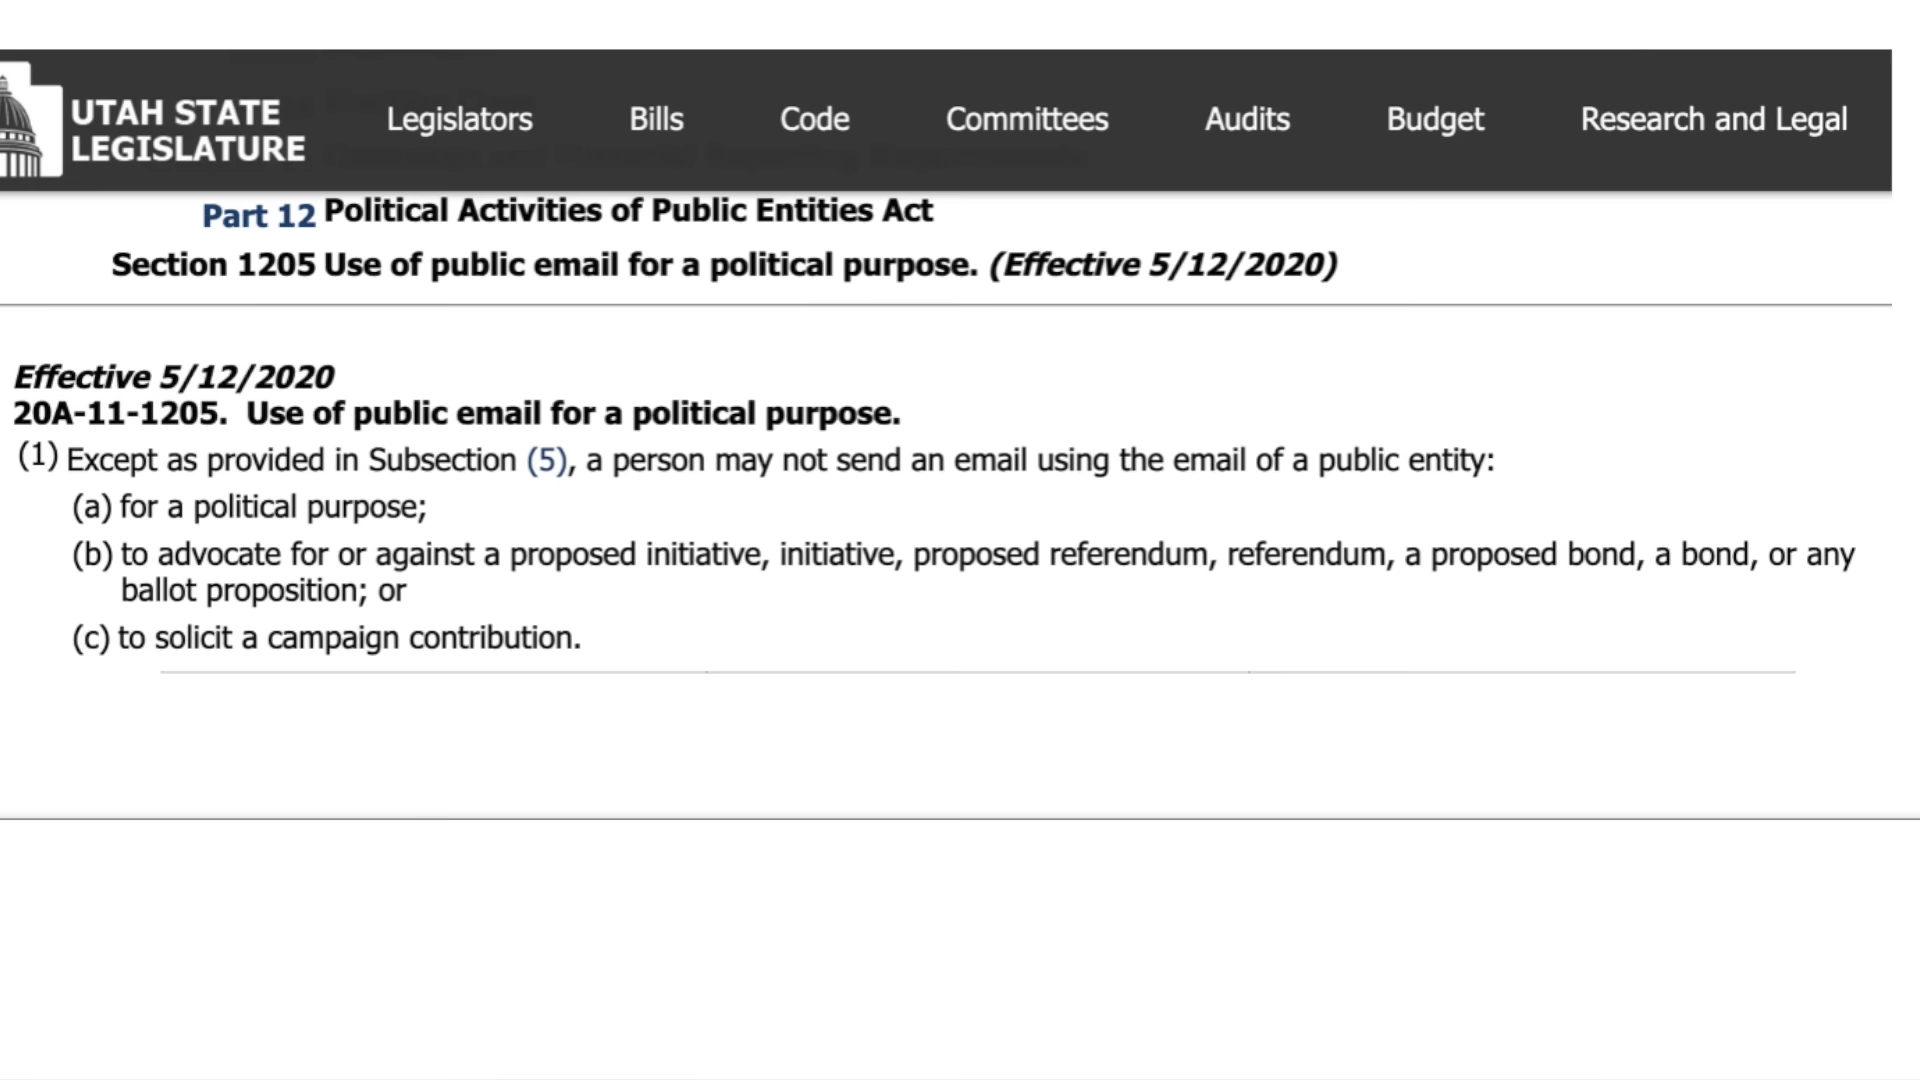 UTAH STATE
LEGISLATURE
Legislators Bills Code Committees Audits Budget Research and Legal
Part 12 Political Activities of Public Entities Act
Section 1205 Use of public email for a political purpose. (Effective 5/12/2020)
Effective 5/12/2020
20A-11-1205. Use of public email for a political purpose.
(1) Except as provided in Subsection (5), a person may not send an email using the email of a public entity:
(a) for a political purpose;
(b) to advocate for or against a proposed initiative, initiative, proposed referendum, referendum, a proposed bond, a bond, or any
ballot proposition; or
(c) to solicit a campaign contribution.